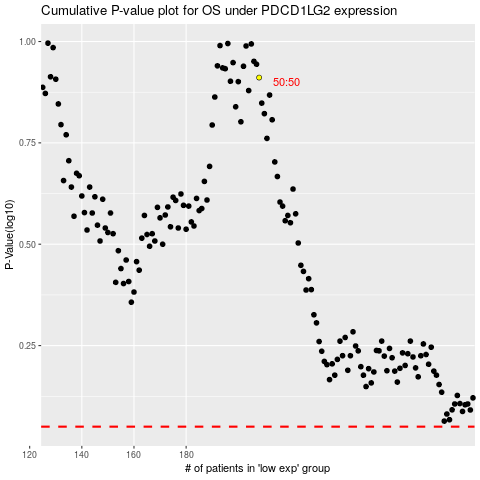 Cumulative P-value plot for OS under PDCD1LG2 expression
1.00
50:50
0.75
P-Value(log10)
0.50
0.25
120 140 160 180
# of patients in 'low exp' group